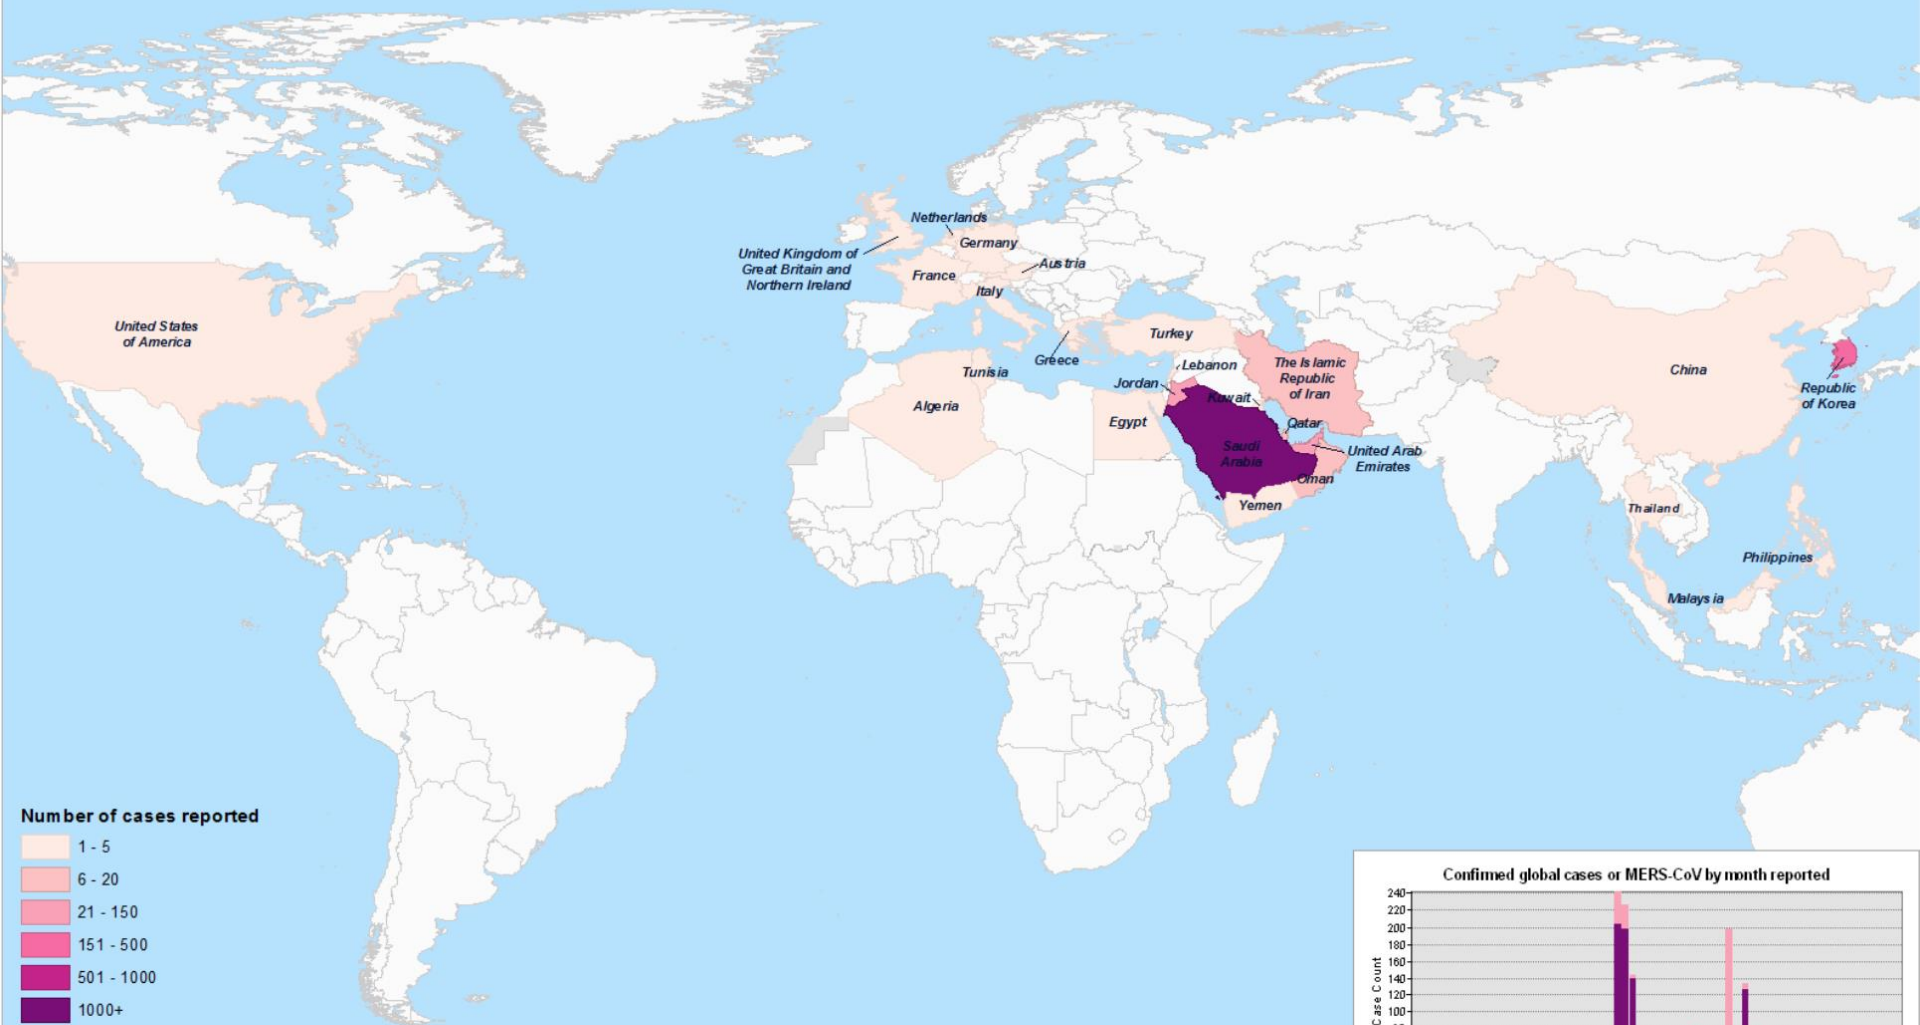 Netherlands
Germany
United Kingdom of
Great Britain and
Northern Ireland
Austria
France
Italy
United States
of America
Turkey
Greece
Tunisia
Lebanon
The Islamic
Republic
of Iran
China
Jordan
Kuwait
Republic
of Korea
Algeria
Egypt
Qatar
Saudi
Arabia
United Arab
Emirates
Oman
Yemen
Thailand
Philippines
Malaysia
Number of cases reported
1 - 5
6 - 20
21 - 150
151 - 500
501 - 1000
1000+
Confirmed global cases or MERS-CoV by month reported
240
220
200
180
160
140
120
100
Case Count